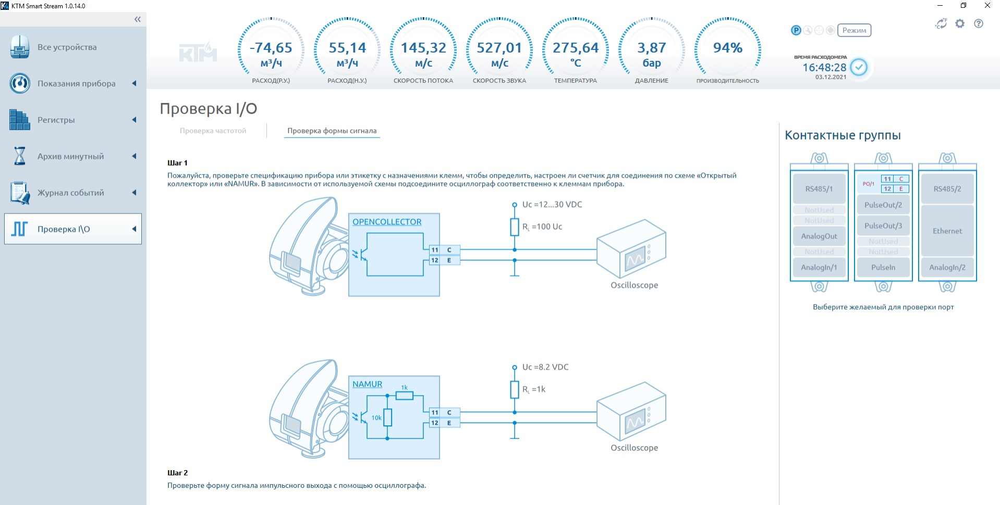 KTM Smart Stream 1.0.14.0
Все устройства
Показания прибора
Регистры
Архив минутный
Журнал событий
Проверка I\O
КТМ
-74,65
м³/ч
РАСХОД(Р.У.)
55,14
м³/ч
РАСХОД(Н.У.)
145,32
м/с
СКОРОСТЬ ПОТОКА
527,01
м/с
СКОРОСТЬ ЗВУКА
275,64
°C
ТЕМПЕРАТУРА
3,87
бар
ДАВЛЕНИЕ
94%
ПРОИЗВОДИТЕЛЬНОСТЬ
P
Режим
°C °F
?
ВРЕМЯ РАСХОДОМЕРА
16:48:28
03.12.2021
Проверка I/O
Проверка частотой
Проверка формы сигнала
Шаг 1
Пожалуйста, проверьте спецификацию прибора или этикетку с назначениями клемм, чтобы определить, настроен ли счетчик для соединения по схеме «Открытый
коллектор» или «NAMUR». В зависимости от используемой схемы подсоедините осциллограф соответственно к клеммам прибора.
OPENCOLLECTOR
11 C
12 E
Uc =12...30 VDC
RL =100 Uc
Oscilloscope
NAMUR
1k
10k
11 C
12 E
Uc =8.2 VDC
RL =1k
Oscilloscope
Шаг 2
Проверьте форму сигнала импульсного выхода с помощью осциллографа.
Контактные группы
RS485/1
NotUsed
NotUsed
AnalogOut
NotUsed
AnalogIn/1
PO/1
11 C
12 E
PulseOut/2
PulseOut/3
NotUsed
NotUsed
PulseIn
RS485/2
Ethernet
AnalogIn/2
Выберите желаемый для проверки порт